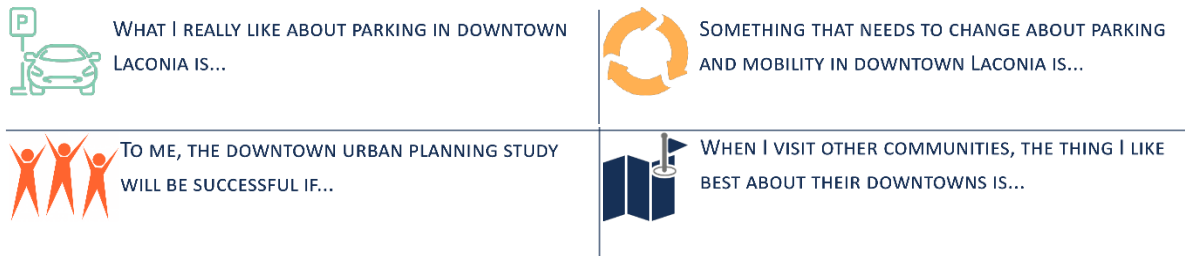 P
What I really like about parking in downtown
Laconia is...
Something that needs to change about parking
and mobility in downtown Laconia is...
To me, the downtown urban planning study
will be successful if...
When I visit other communities, the thing I like
best about their downtowns is...